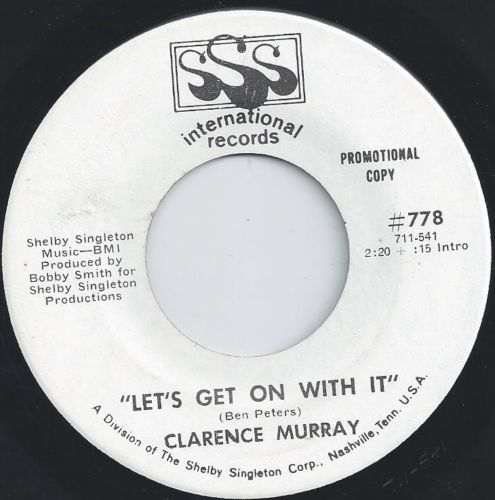 SSS
international
records
PROMOTIONAL
COPY
#778
711-541
2:20 + :15 Intro
Shelby Singleton
Music—BMI
Produced by
Bobby Smith for
Shelby Singleton
Productions
"LET'S GET ON WITH IT"
(Ben Peters)
CLARENCE MURRAY
A Division of The Shelby Singleton Corp., Nashville, Tenn. U.S.A.